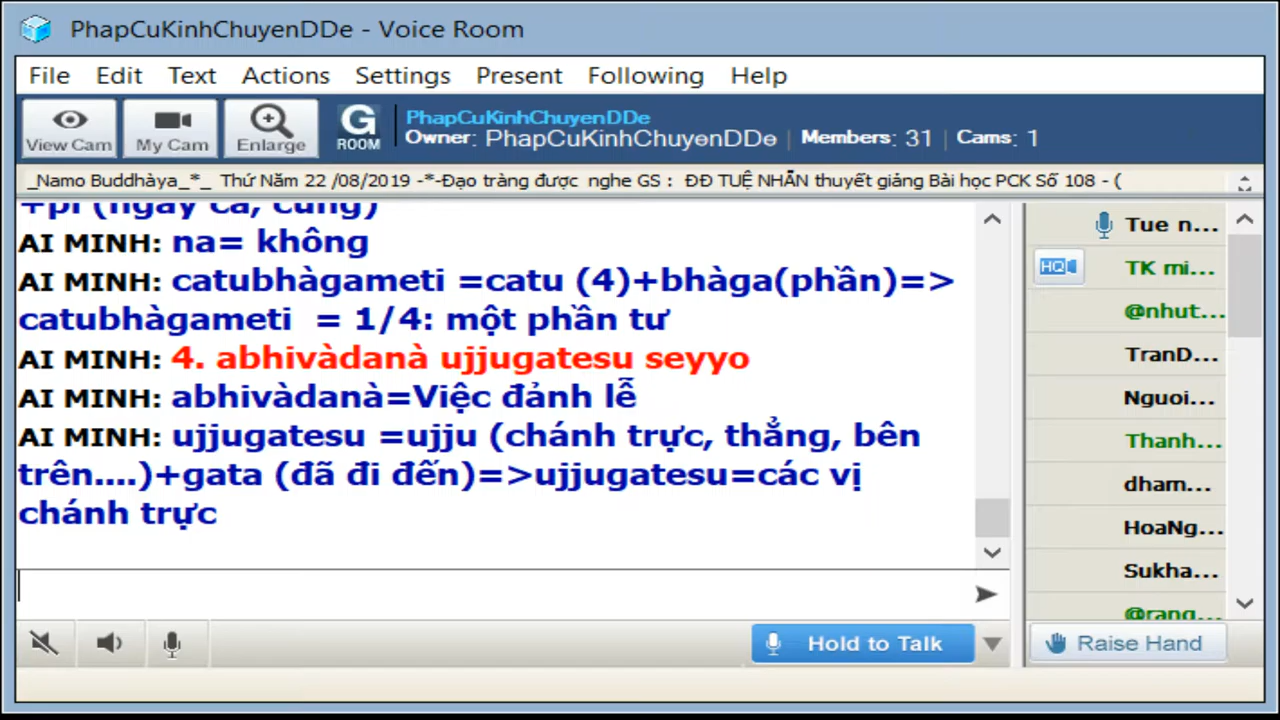 PhapCuKinhChuyenDDe - Voice Room
File Edit Text Actions Settings Present Following Help
View Cam My Cam Enlarge G ROOM
PhapCuKinhChuyenDDe
Owner: PhapCuKinhChuyenDDe | Members: 31 | Cams: 1
_Namo Buddhàya_*_ Thứ Năm 22 /08/2019 -*-Đạo tràng được nghe GS : ĐĐ TUỆ NHẪN thuyết giảng Bài học PCK Số 108 - (
+pi (ngay cả, cũng)
AI MINH: na= không
AI MINH: catubhàgameti =catu (4)+bhàga(phần)=>
catubhàgameti = 1/4: một phần tư
AI MINH: 4. abhivàdanà ujjugatesu seyyo
AI MINH: abhivàdanà=Việc đảnh lễ
AI MINH: ujjugatesu =ujju (chánh trực, thẳng, bên
trên....)+gata (đã đi đến)=>ujjugatesu=các vị
chánh trực
Tue n...
HQ TK mi...
@nhut...
TranD...
Nguoi...
Thanh...
dham...
HoaNg...
Sukha...
@rang...
Hold to Talk
Raise Hand